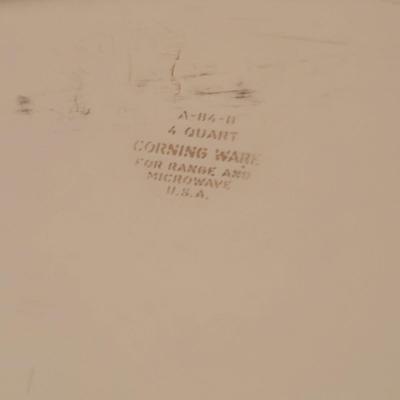 A-84-B
4 QUART
CORNING WARE
FOR RANGE AND
MICROWAVE
U.S.A.